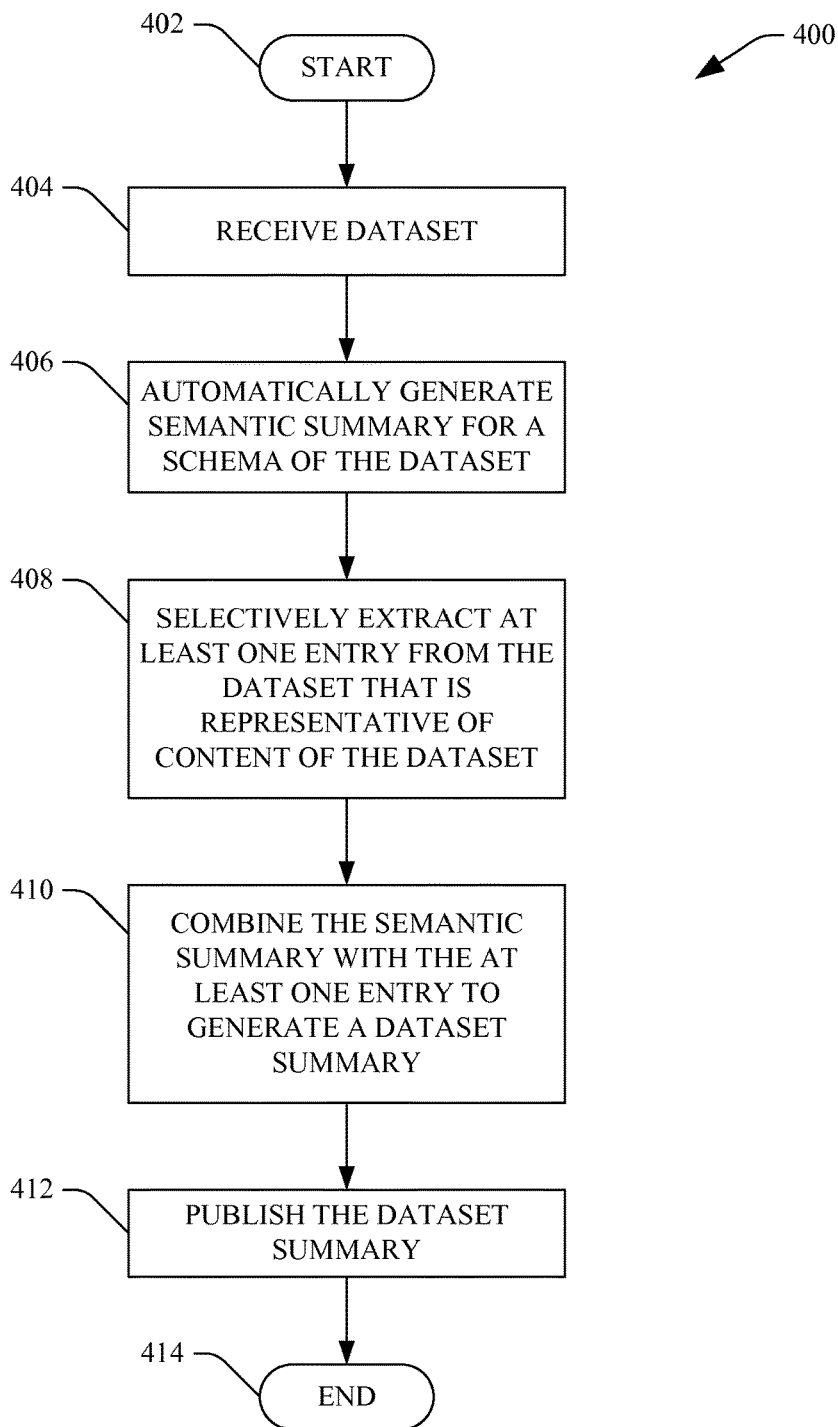 402
START
400
404
RECEIVE DATASET
406
AUTOMATICALLY GENERATE
SEMANTIC SUMMARY FOR A
SCHEMA OF THE DATASET
408
SELECTIVELY EXTRACT AT
LEAST ONE ENTRY FROM THE
DATASET THAT IS
REPRESENTATIVE OF
CONTENT OF THE DATASET
410
COMBINE THE SEMANTIC
SUMMARY WITH THE AT
LEAST ONE ENTRY TO
GENERATE A DATASET
SUMMARY
412
PUBLISH THE DATASET
SUMMARY
414
END